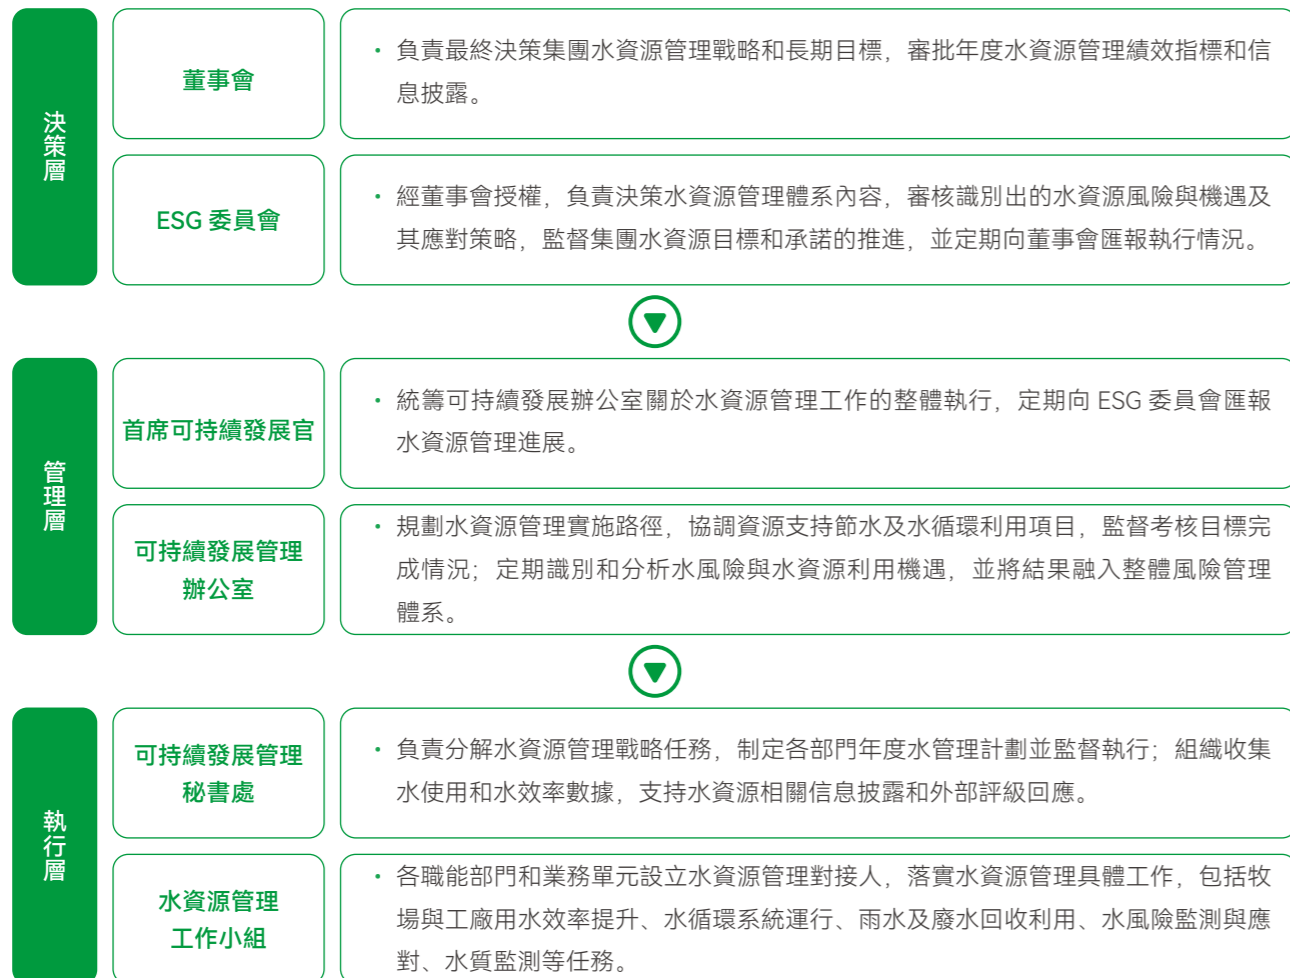 決策層
董事會
• 負責最終決策集團水資源管理戰略和長期目標，審批年度水資源管理績效指標和信
息披露。
ESG 委員會
• 經董事會授權，負責決策水資源管理體系內容，審核識別出的水資源風險與機遇及
其應對策略，監督集團水資源目標和承諾的推進，並定期向董事會匯報執行情況。
管理層
首席可持續發展官
• 統籌可持續發展辦公室關於水資源管理工作的整體執行，定期向 ESG 委員會匯報
水資源管理進展。
可持續發展管理
辦公室
• 規劃水資源管理實施路徑，協調資源支持節水及水循環利用項目，監督考核目標完
成情況；定期識別和分析水風險與水資源利用機遇，並將結果融入整體風險管理
體系。
執行層
可持續發展管理
秘書處
• 負責分解水資源管理戰略任務，制定各部門年度水管理計劃並監督執行；組織收集
水使用和水效率數據，支持水資源相關信息披露和外部評級回應。
水資源管理
工作小組
• 各職能部門和業務單元設立水資源管理對接人，落實水資源管理具體工作，包括牧
場與工廠用水效率提升、水循環系統運行、雨水及廢水回收利用、水風險監測與應
對、水質監測等任務。